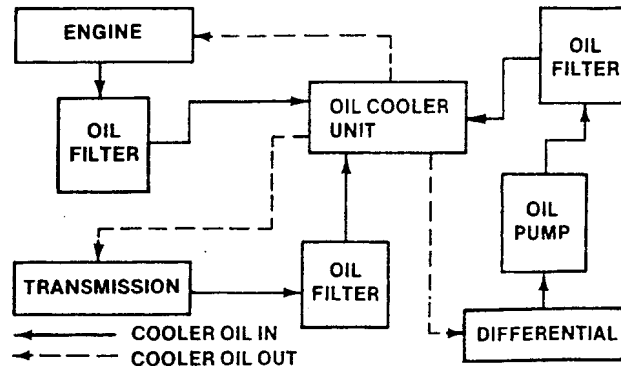 ENGINE
OIL
FILTER
OIL COOLER
UNIT
OIL
FILTER
OIL
PUMP
TRANSMISSION
OIL
FILTER
DIFFERENTIAL
COOLER OIL IN
COOLER OIL OUT